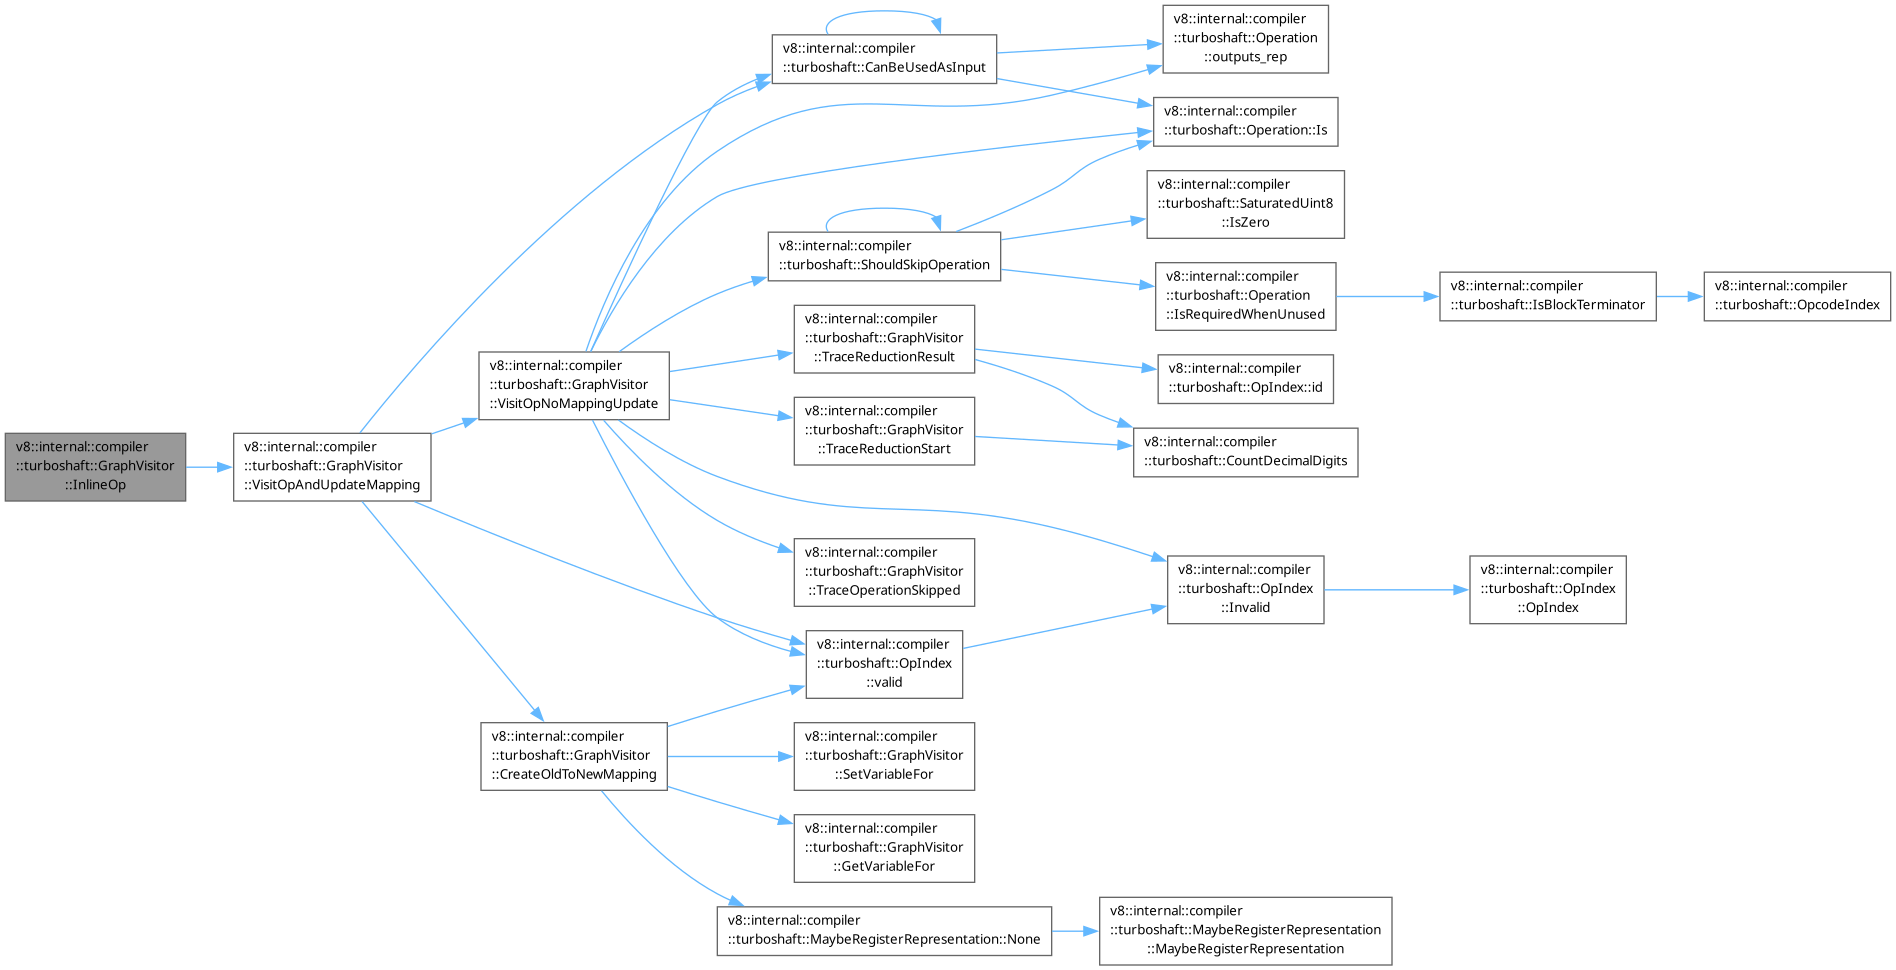 v8::internal::compiler
::turboshaft::GraphVisitor
::InlineOp
v8::internal::compiler
::turboshaft::GraphVisitor
::VisitOpAndUpdateMapping
v8::internal::compiler
::turboshaft::GraphVisitor
::VisitOpNoMappingUpdate
v8::internal::compiler
::turboshaft::GraphVisitor
::CreateOldToNewMapping
v8::internal::compiler
::turboshaft::CanBeUsedAsInput
v8::internal::compiler
::turboshaft::ShouldSkipOperation
v8::internal::compiler
::turboshaft::GraphVisitor
::TraceReductionResult
v8::internal::compiler
::turboshaft::GraphVisitor
::TraceReductionStart
v8::internal::compiler
::turboshaft::GraphVisitor
::TraceOperationSkipped
v8::internal::compiler
::turboshaft::OpIndex
::valid
v8::internal::compiler
::turboshaft::GraphVisitor
::SetVariableFor
v8::internal::compiler
::turboshaft::GraphVisitor
::GetVariableFor
v8::internal::compiler
::turboshaft::MaybeRegisterRepresentation::None
v8::internal::compiler
::turboshaft::Operation
::outputs_rep
v8::internal::compiler
::turboshaft::Operation::Is
v8::internal::compiler
::turboshaft::SaturatedUint8
::IsZero
v8::internal::compiler
::turboshaft::Operation
::IsRequiredWhenUnused
v8::internal::compiler
::turboshaft::OpIndex::id
v8::internal::compiler
::turboshaft::CountDecimalDigits
v8::internal::compiler
::turboshaft::OpIndex
::Invalid
v8::internal::compiler
::turboshaft::MaybeRegisterRepresentation
::MaybeRegisterRepresentation
v8::internal::compiler
::turboshaft::IsBlockTerminator
v8::internal::compiler
::turboshaft::OpIndex
::OpIndex
v8::internal::compiler
::turboshaft::OpcodeIndex